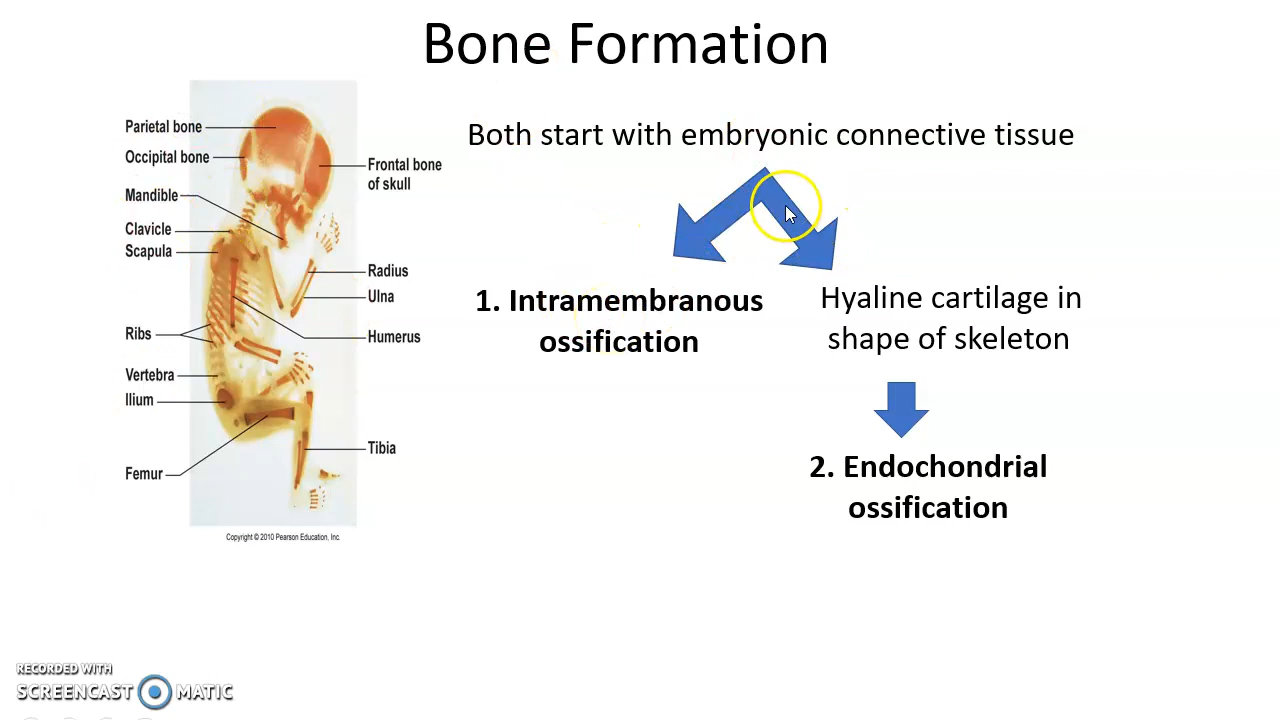 Bone Formation
Parietal bone
Occipital bone
Mandible
Clavicle
Scapula
Ribs
Vertebra
Ilium
Femur
Frontal bone
of skull
Radius
Ulna
Humerus
Tibia
Copyright © 2010 Pearson Education, Inc.
Both start with embryonic connective tissue
1. Intramembranous
ossification
Hyaline cartilage in
shape of skeleton
2. Endochondrial
ossification
RECORDED WITH
SCREENCAST MATIC